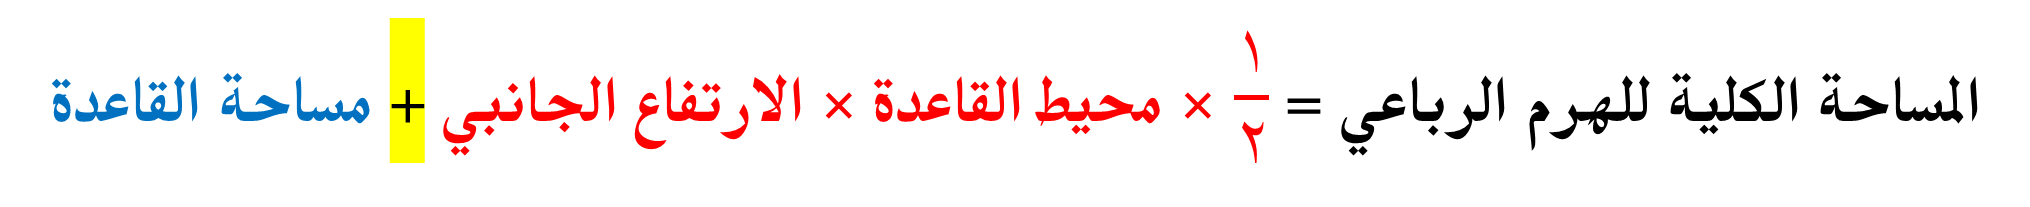 المساحة الكلية للهرم الرباعي = ١/٢ × محيط القاعدة × الارتفاع الجانبي + مساحة القاعدة